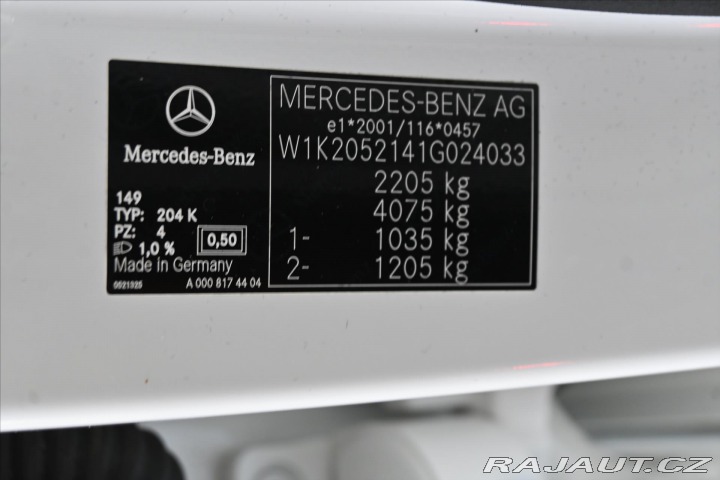 Mercedes-Benz
149
TYP: 204 K
PZ: 4
1,0 % 0,50
Made in Germany
A 000 817 44 04
MERCEDES-BENZ AG
e1*2001/116*0457
W1K2052141G024033
2205 kg
4075 kg
1- 1035 kg
2- 1205 kg
RAJAUT.CZ